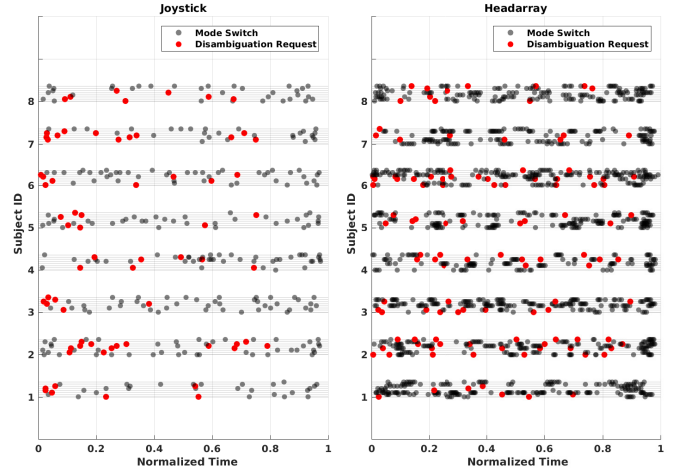 Joystick
Mode Switch
Disambiguation Request
Subject ID
8
7
6
5
4
3
2
1
0
0.2
0.4
0.6
0.8
1
Normalized Time
Headarray
Mode Switch
Disambiguation Request
Subject ID
8
7
6
5
4
3
2
1
0
0.2
0.4
0.6
0.8
1
Normalized Time